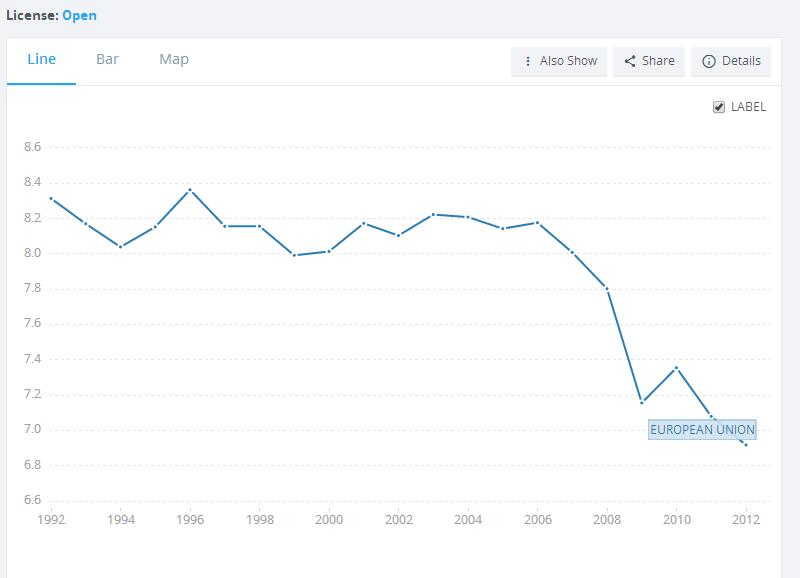 License: Open
Line Bar Map Also Show Share Details
LABEL
8.6
8.4
8.2
8.0
7.8
7.6
7.4
7.2
7.0
EUROPEAN UNION
6.8
6.6
1992 1994 1996 1998 2000 2002 2004 2006 2008 2010 2012